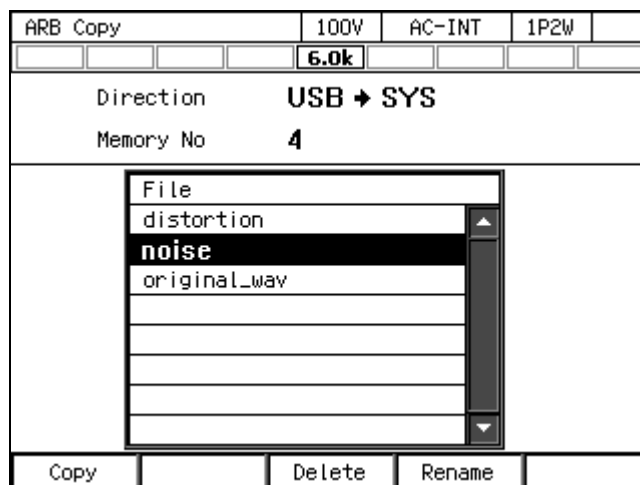 ARB Copy 100V AC-INT 1P2W
6.0k
Direction USB → SYS
Memory No 4
File
distortion
noise
original_wav
Copy Delete Rename